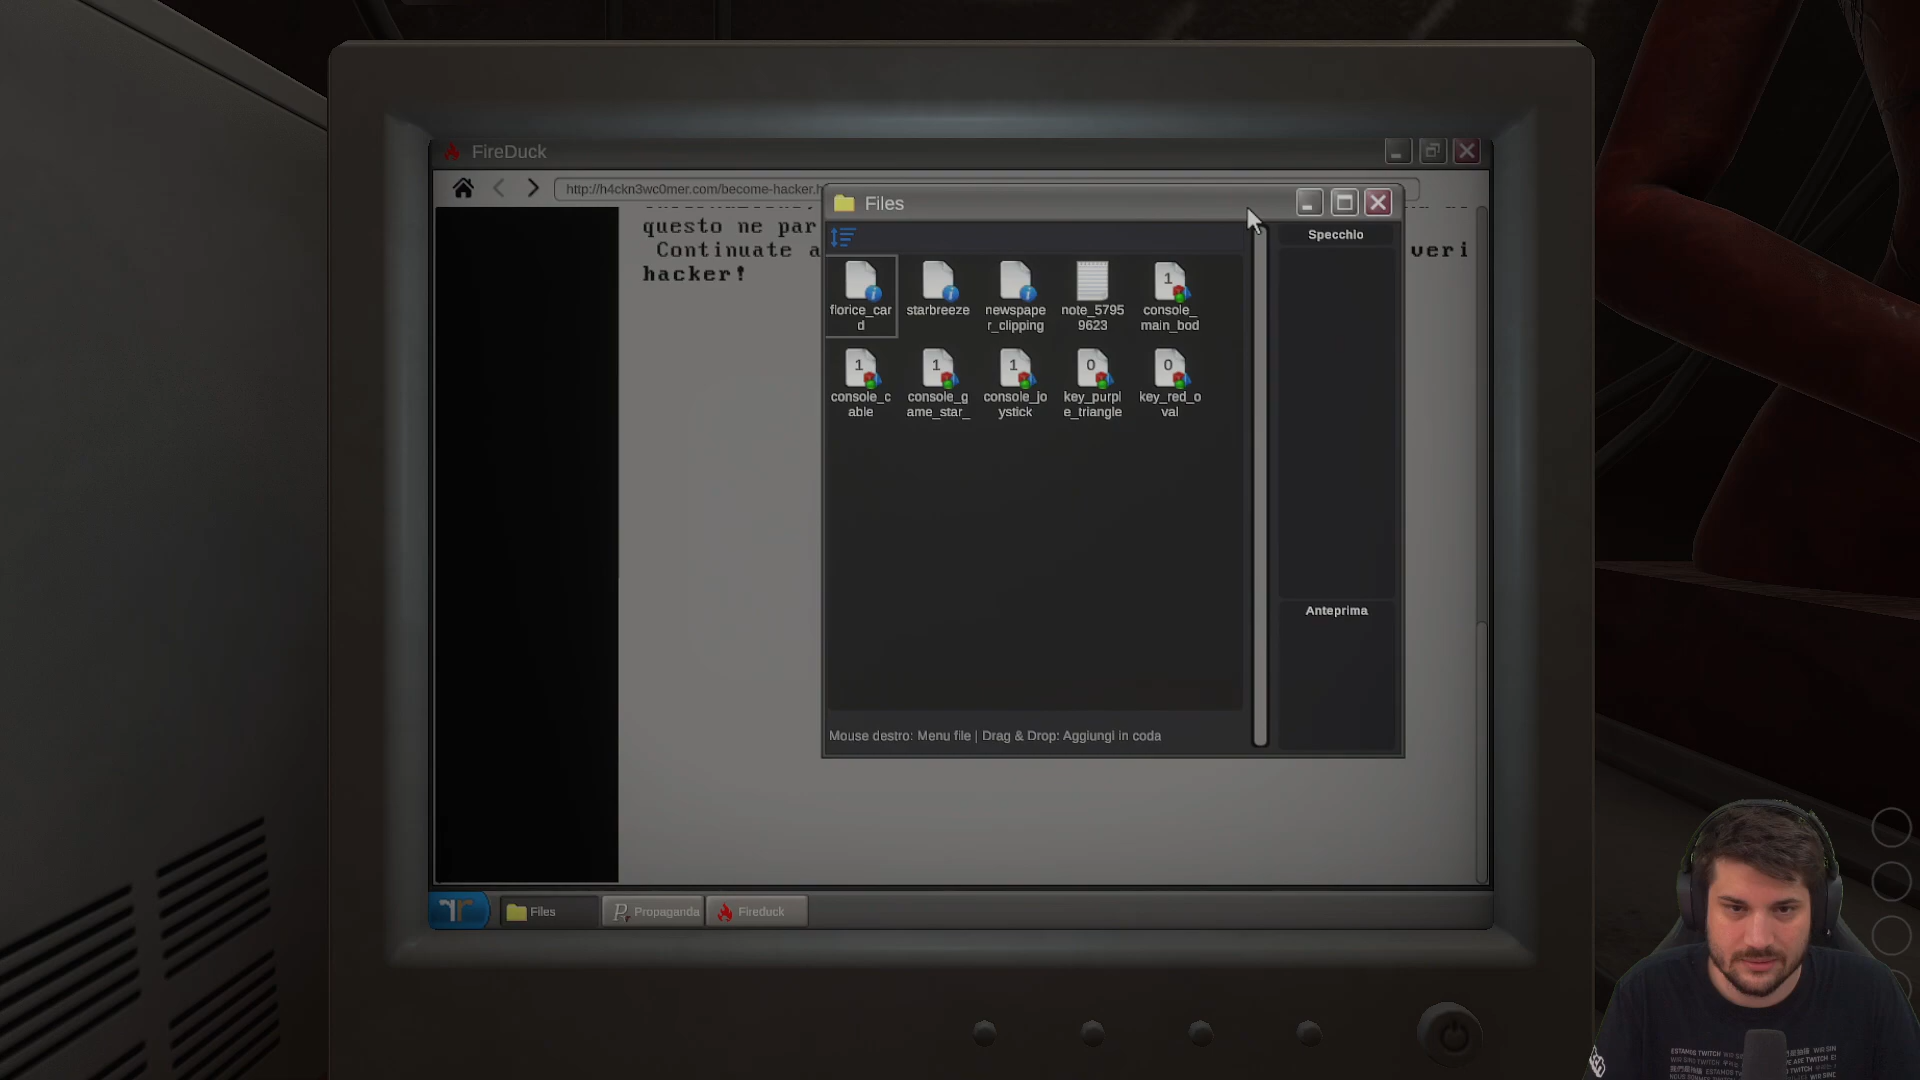 FireDuck
http://h4ckn3wc0mer.com/become-hacker.h
questo ne par
Continuate a
veri
hacker!
Files
florice_car
d
starbreeze
newspape
r_clipping
note_5795
9623
console_
main_bod
console_c
able
console_g
ame_star_
console_jo
ystick
key_purpl
e_triangle
key_red_o
val
1
1
1
1
0
0
Specchio
Anteprima
Mouse destro: Menu file | Drag & Drop: Aggiungi in coda
Files
Propaganda
Fireduck